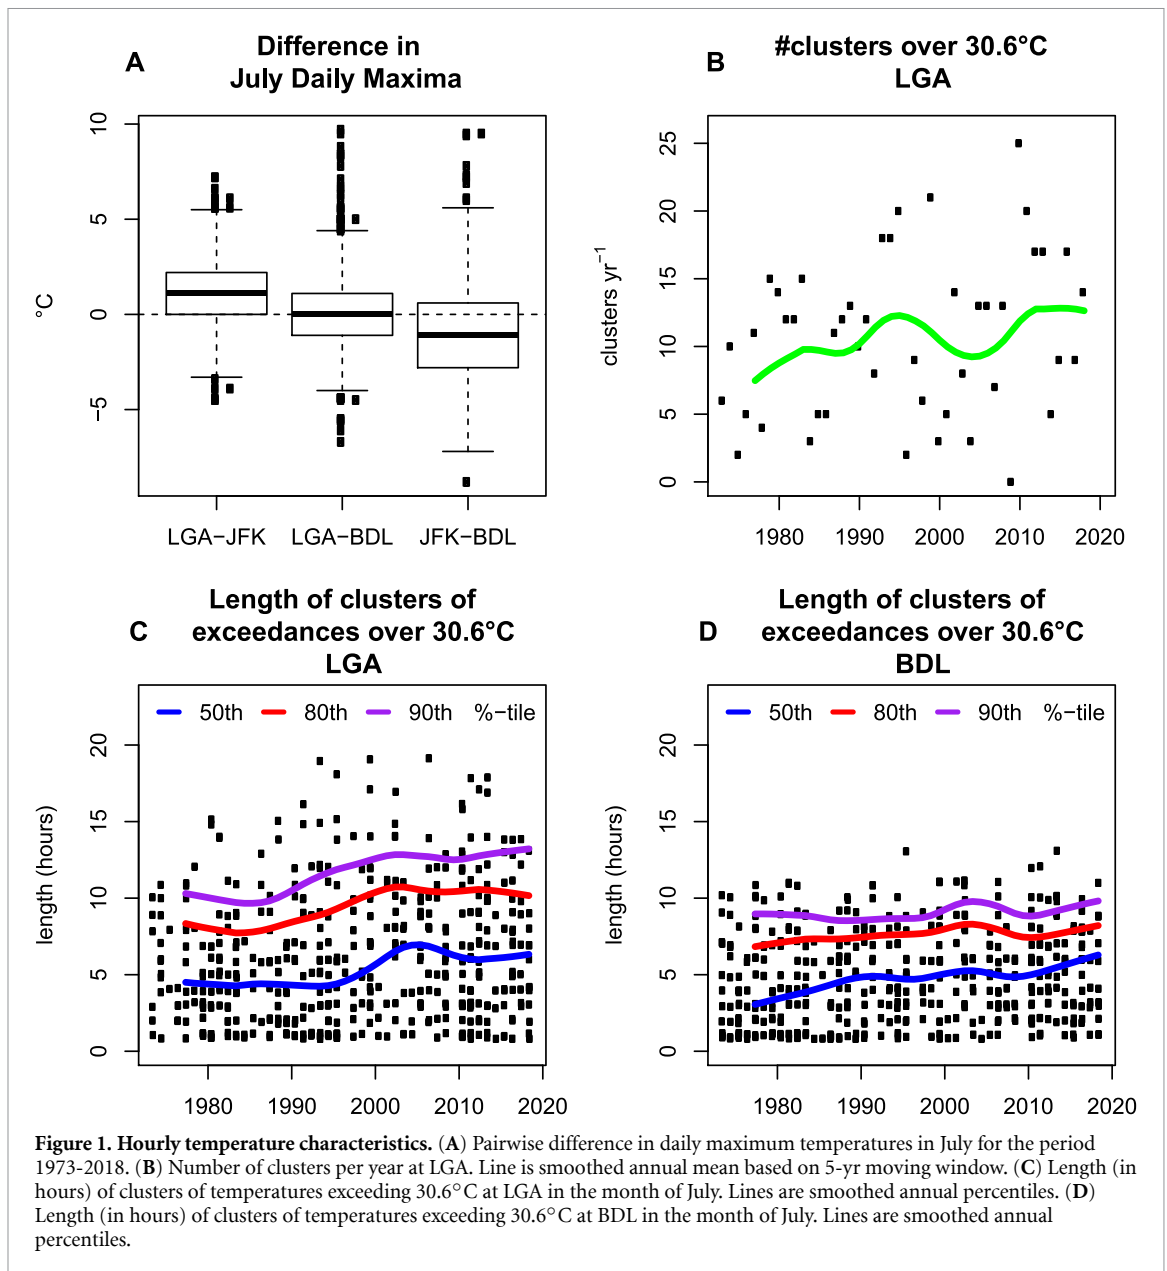 A
Difference in
July Daily Maxima
10
5
0
−5
°C
LGA−JFK
LGA−BDL
JFK−BDL
B
#clusters over 30.6°C
LGA
25
20
15
10
5
0
clusters yr⁻¹
1980
1990
2000
2010
2020
C
Length of clusters of
exceedances over 30.6°C
LGA
50th
80th
90th
%−tile
20
15
10
5
0
length (hours)
1980
1990
2000
2010
2020
D
Length of clusters of
exceedances over 30.6°C
BDL
50th
80th
90th
%−tile
20
15
10
5
0
length (hours)
1980
1990
2000
2010
2020
Figure 1. Hourly temperature characteristics. (A) Pairwise difference in daily maximum temperatures in July for the period
1973-2018. (B) Number of clusters per year at LGA. Line is smoothed annual mean based on 5-yr moving window. (C) Length (in
hours) of clusters of temperatures exceeding 30.6°C at LGA in the month of July. Lines are smoothed annual percentiles. (D)
Length (in hours) of clusters of temperatures exceeding 30.6°C at BDL in the month of July. Lines are smoothed annual
percentiles.